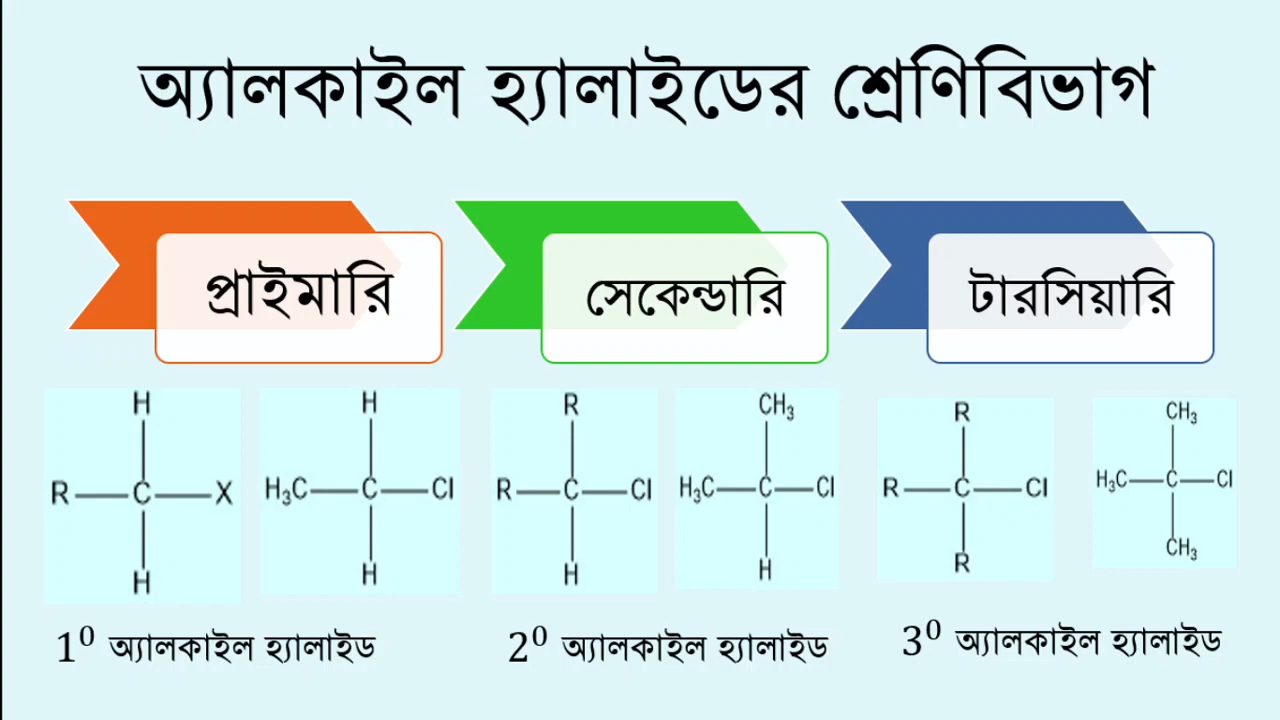 অ্যালকাইল হ্যালাইডের শ্রেণিবিভাগ
প্রাইমারি
সেকেন্ডারি
টারসিয়ারি
H
R—C—X
H
H
H₃C—C—Cl
H
R
R—C—Cl
H
CH₃
H₃C—C—Cl
H
R
R—C—Cl
R
CH₃
H₃C—C—Cl
CH₃
1⁰ অ্যালকাইল হ্যালাইড
2⁰ অ্যালকাইল হ্যালাইড
3⁰ অ্যালকাইল হ্যালাইড